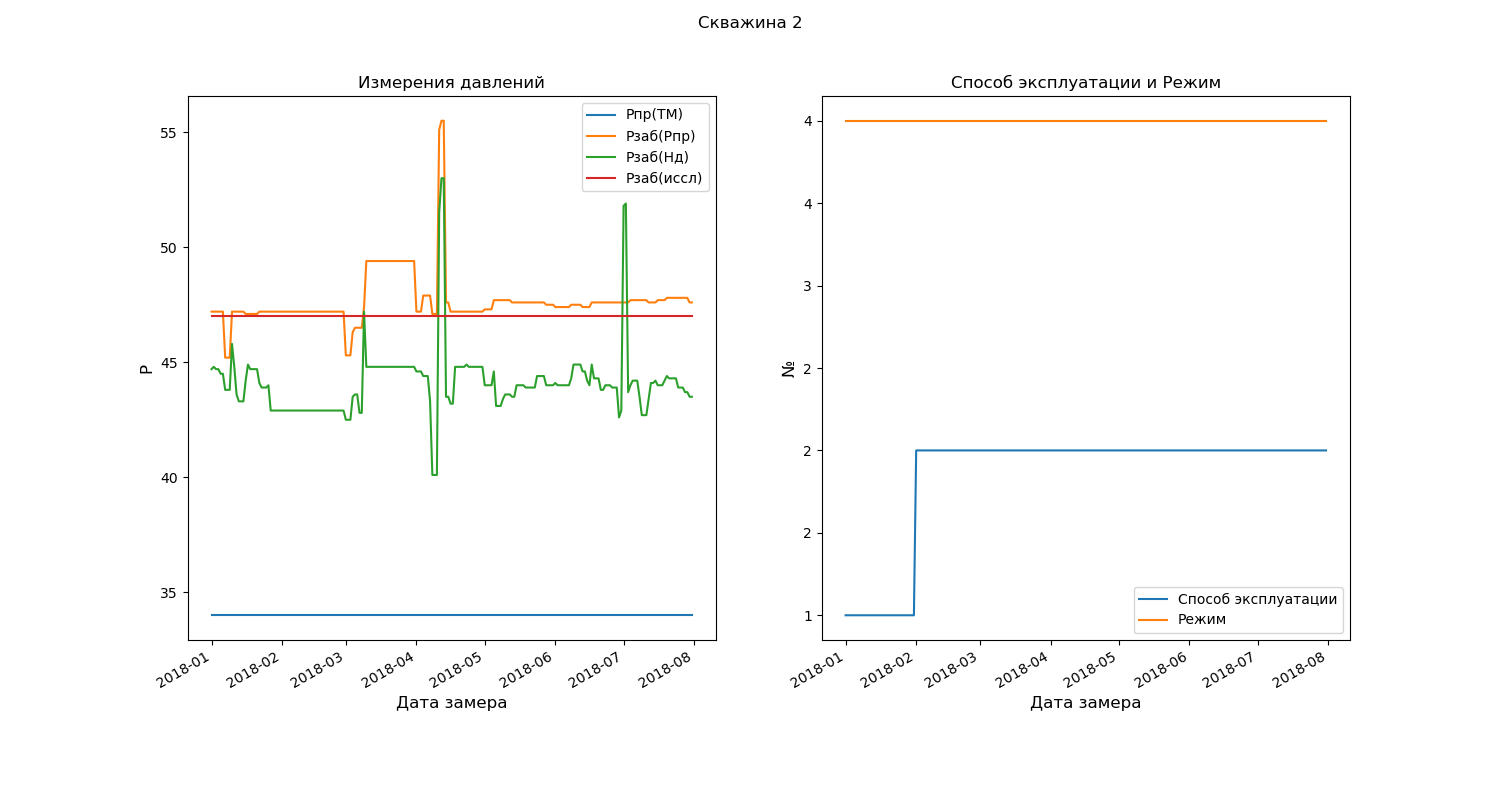 Скважина 2
Измерения давлений
P
55
50
45
40
35
Рпр(ТМ)
Рзаб(Рпр)
Рзаб(Нд)
Рзаб(иссл)
2018-01
2018-02
2018-03
2018-04
2018-05
2018-06
2018-07
2018-08
Дата замера
Способ эксплуатации и Режим
№
4
4
3
2
2
2
1
Способ эксплуатации
Режим
2018-01
2018-02
2018-03
2018-04
2018-05
2018-06
2018-07
2018-08
Дата замера